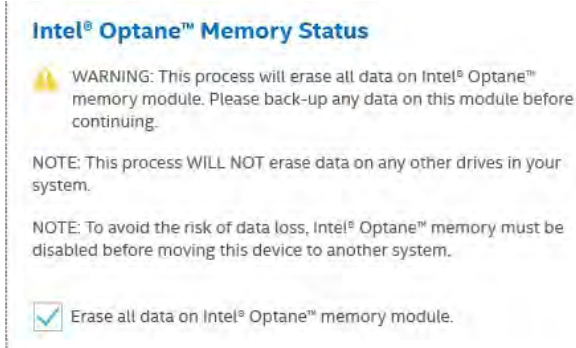 Intel® Optane™ Memory Status
WARNING: This process will erase all data on Intel® Optane™
memory module. Please back-up any data on this module before
continuing.
NOTE: This process WILL NOT erase data on any other drives in your
system.
NOTE: To avoid the risk of data loss, Intel® Optane™ memory must be
disabled before moving this device to another system.
Erase all data on Intel® Optane™ memory module.